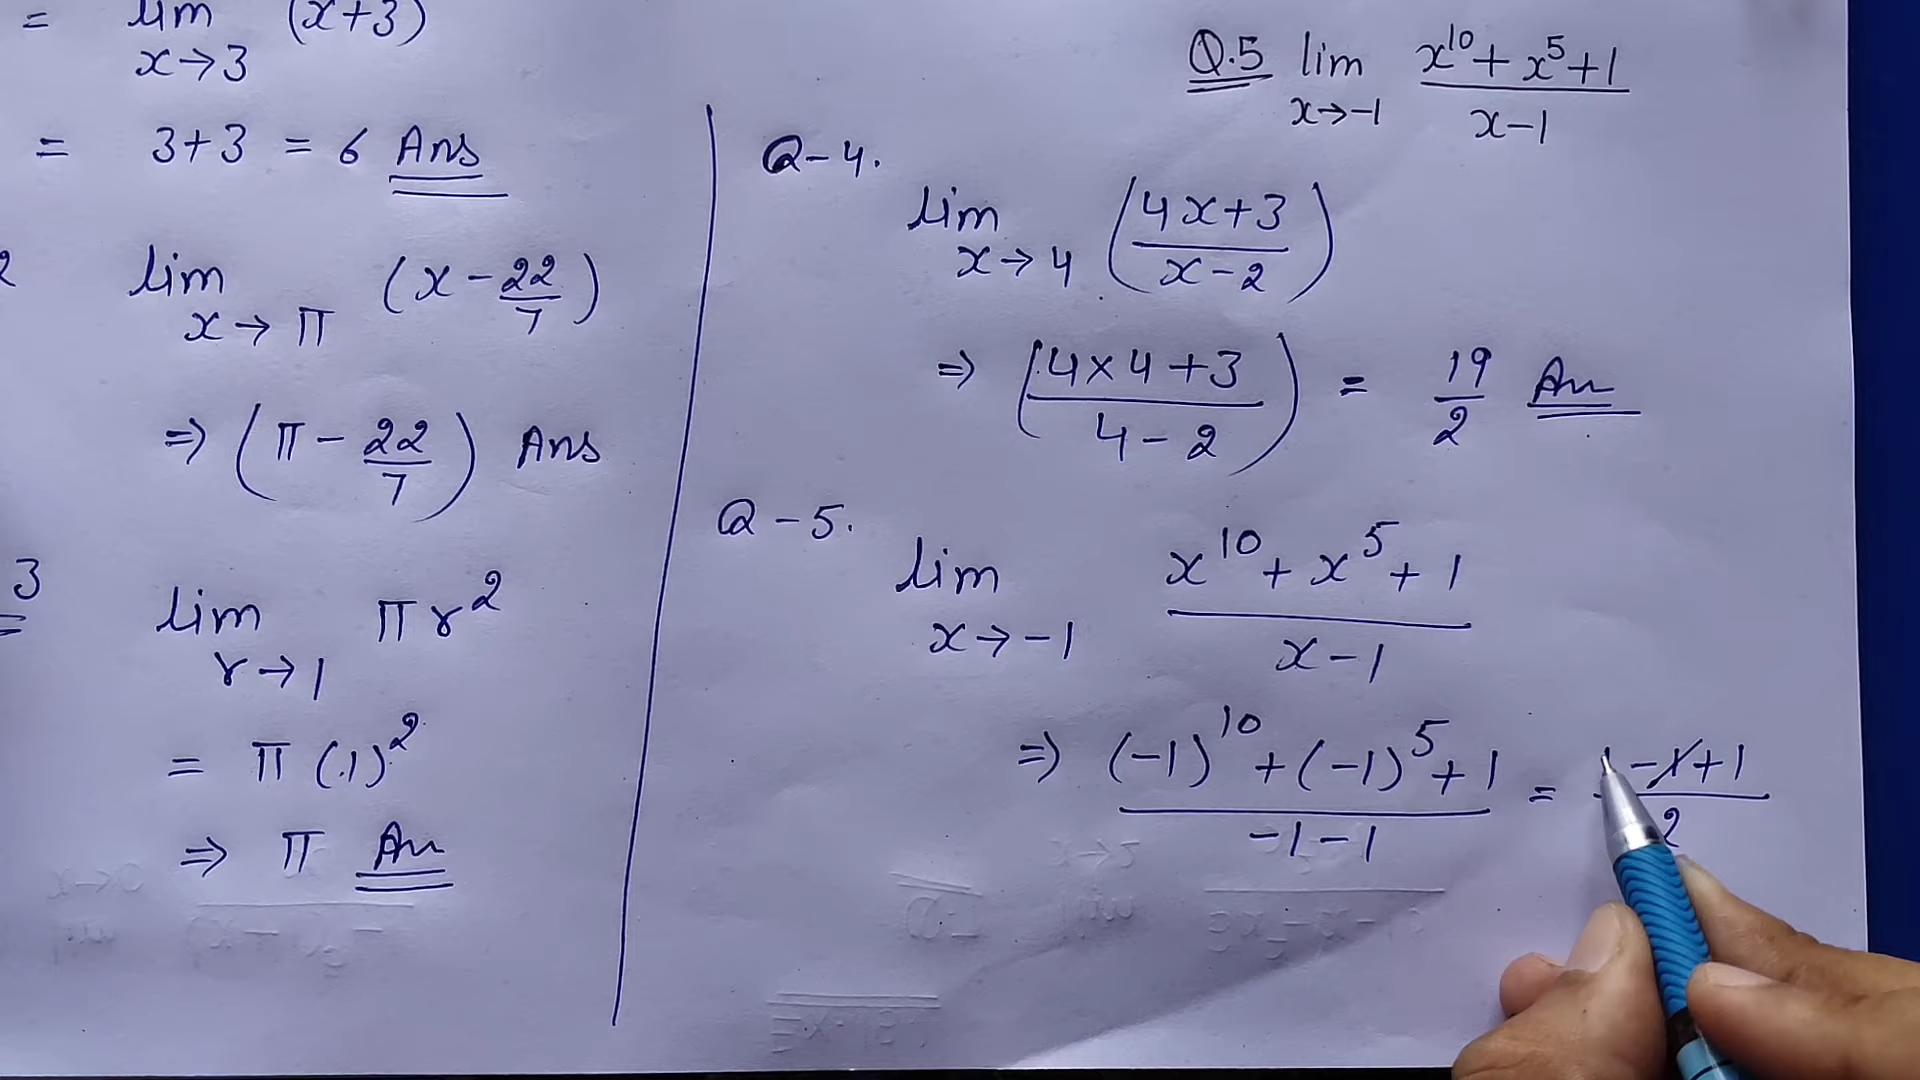 = lim (x+3)
x→3
= 3+3 = 6 Ans
2 lim (x - 22/7)
x→π
⇒ (π - 22/7) Ans
3 lim πr²
r→1
= π(1)²
⇒ π Ans
Q.5 lim x¹⁰+x⁵+1
x→-1 x-1
Q-4.
lim (4x+3 / x-2)
x→4
⇒ (4×4+3 / 4-2) = 19/2 Ans
Q-5.
lim x¹⁰+x⁵+1
x→-1 x-1
⇒ (-1)¹⁰+(-1)⁵+1 = -1+1
-1-1 2